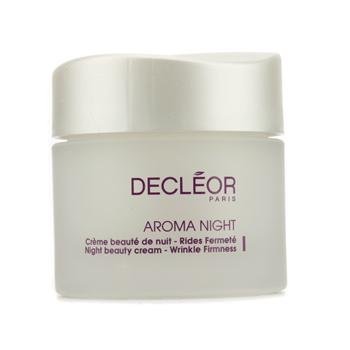 DECLÉOR
PARIS
AROMA NIGHT
Crème beauté de nuit - Rides Fermeté
Night beauty cream - Wrinkle Firmness